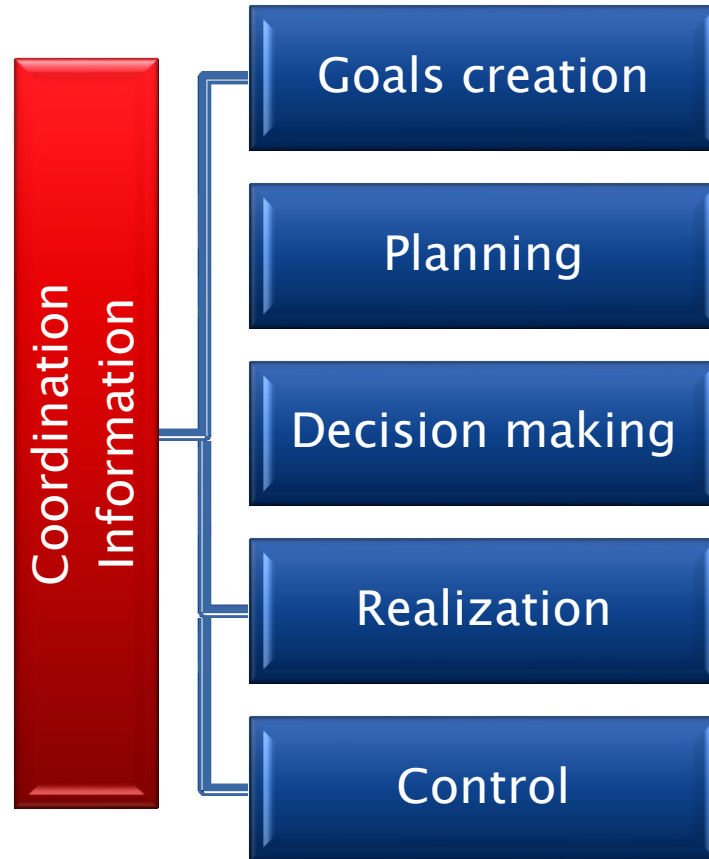 Coordination
Information
Goals creation
Planning
Decision making
Realization
Control